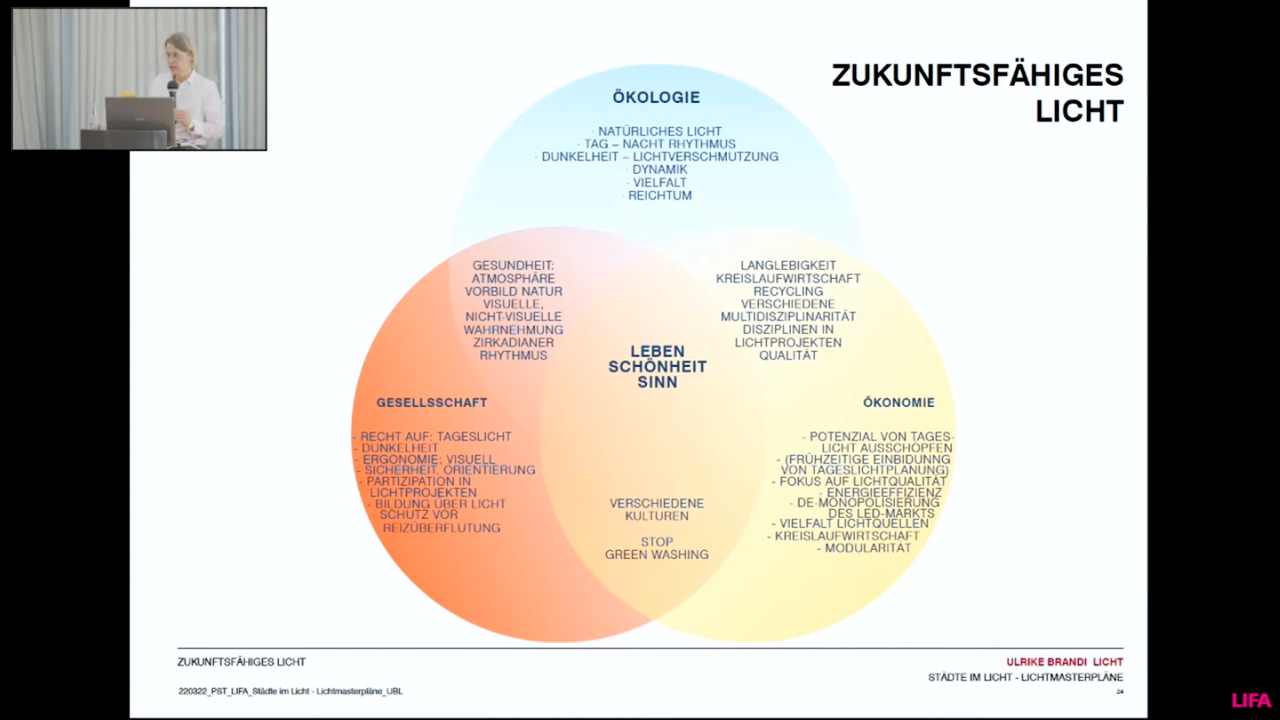 ZUKUNFTSFÄHIGES
LICHT
ÖKOLOGIE
· NATÜRLICHES LICHT
· TAG – NACHT RHYTHMUS
· DUNKELHEIT – LICHTVERSCHMUTZUNG
· DYNAMIK
· VIELFALT
· REICHTUM
GESUNDHEIT:
ATMOSPHÄRE
VORBILD NATUR
VISUELLE,
NICHT-VISUELLE
WAHRNEHMUNG
ZIRKADIANER
RHYTHMUS
LANGLEBIGKEIT
KREISLAUFWIRTSCHAFT
RECYCLING
VERSCHIEDENE
MULTIDISZIPLINARITÄT
DISZIPLINEN IN
LICHTPROJEKTEN
QUALITÄT
LEBEN
SCHÖNHEIT
SINN
GESELLSSCHAFT
- RECHT AUF: TAGESLICHT
- DUNKELHEIT
- ERGONOMIE: VISUELL
- SICHERHEIT, ORIENTIERUNG
- PARTIZIPATION IN
LICHTPROJEKTEN
- BILDUNG ÜBER LICHT
SCHUTZ VOR
REIZÜBERFLUTUNG
ÖKONOMIE
- POTENZIAL VON TAGES-
LICHT AUSSCHÖPFEN
- (FRÜHZEITIGE EINBIDUNNG
VON TAGESLICHTPLANUNG)
- FOKUS AUF LICHTQUALITÄT
- ENERGIEEFFIZIENZ
- DE-MONOPOLISIERUNG
DES LED-MARKTS
- VIELFALT LICHTQUELLEN
- KREISLAUFWIRTSCHAFT
- MODULARITÄT
VERSCHIEDENE
KULTUREN
STOP
GREEN WASHING
ZUKUNFTSFÄHIGES LICHT
ULRIKE BRANDI LICHT
STÄDTE IM LICHT - LICHTMASTERPLÄNE
220322_PST_LIFA_Städte im Licht - Lichtmasterpläne_UBL
24
LIFA